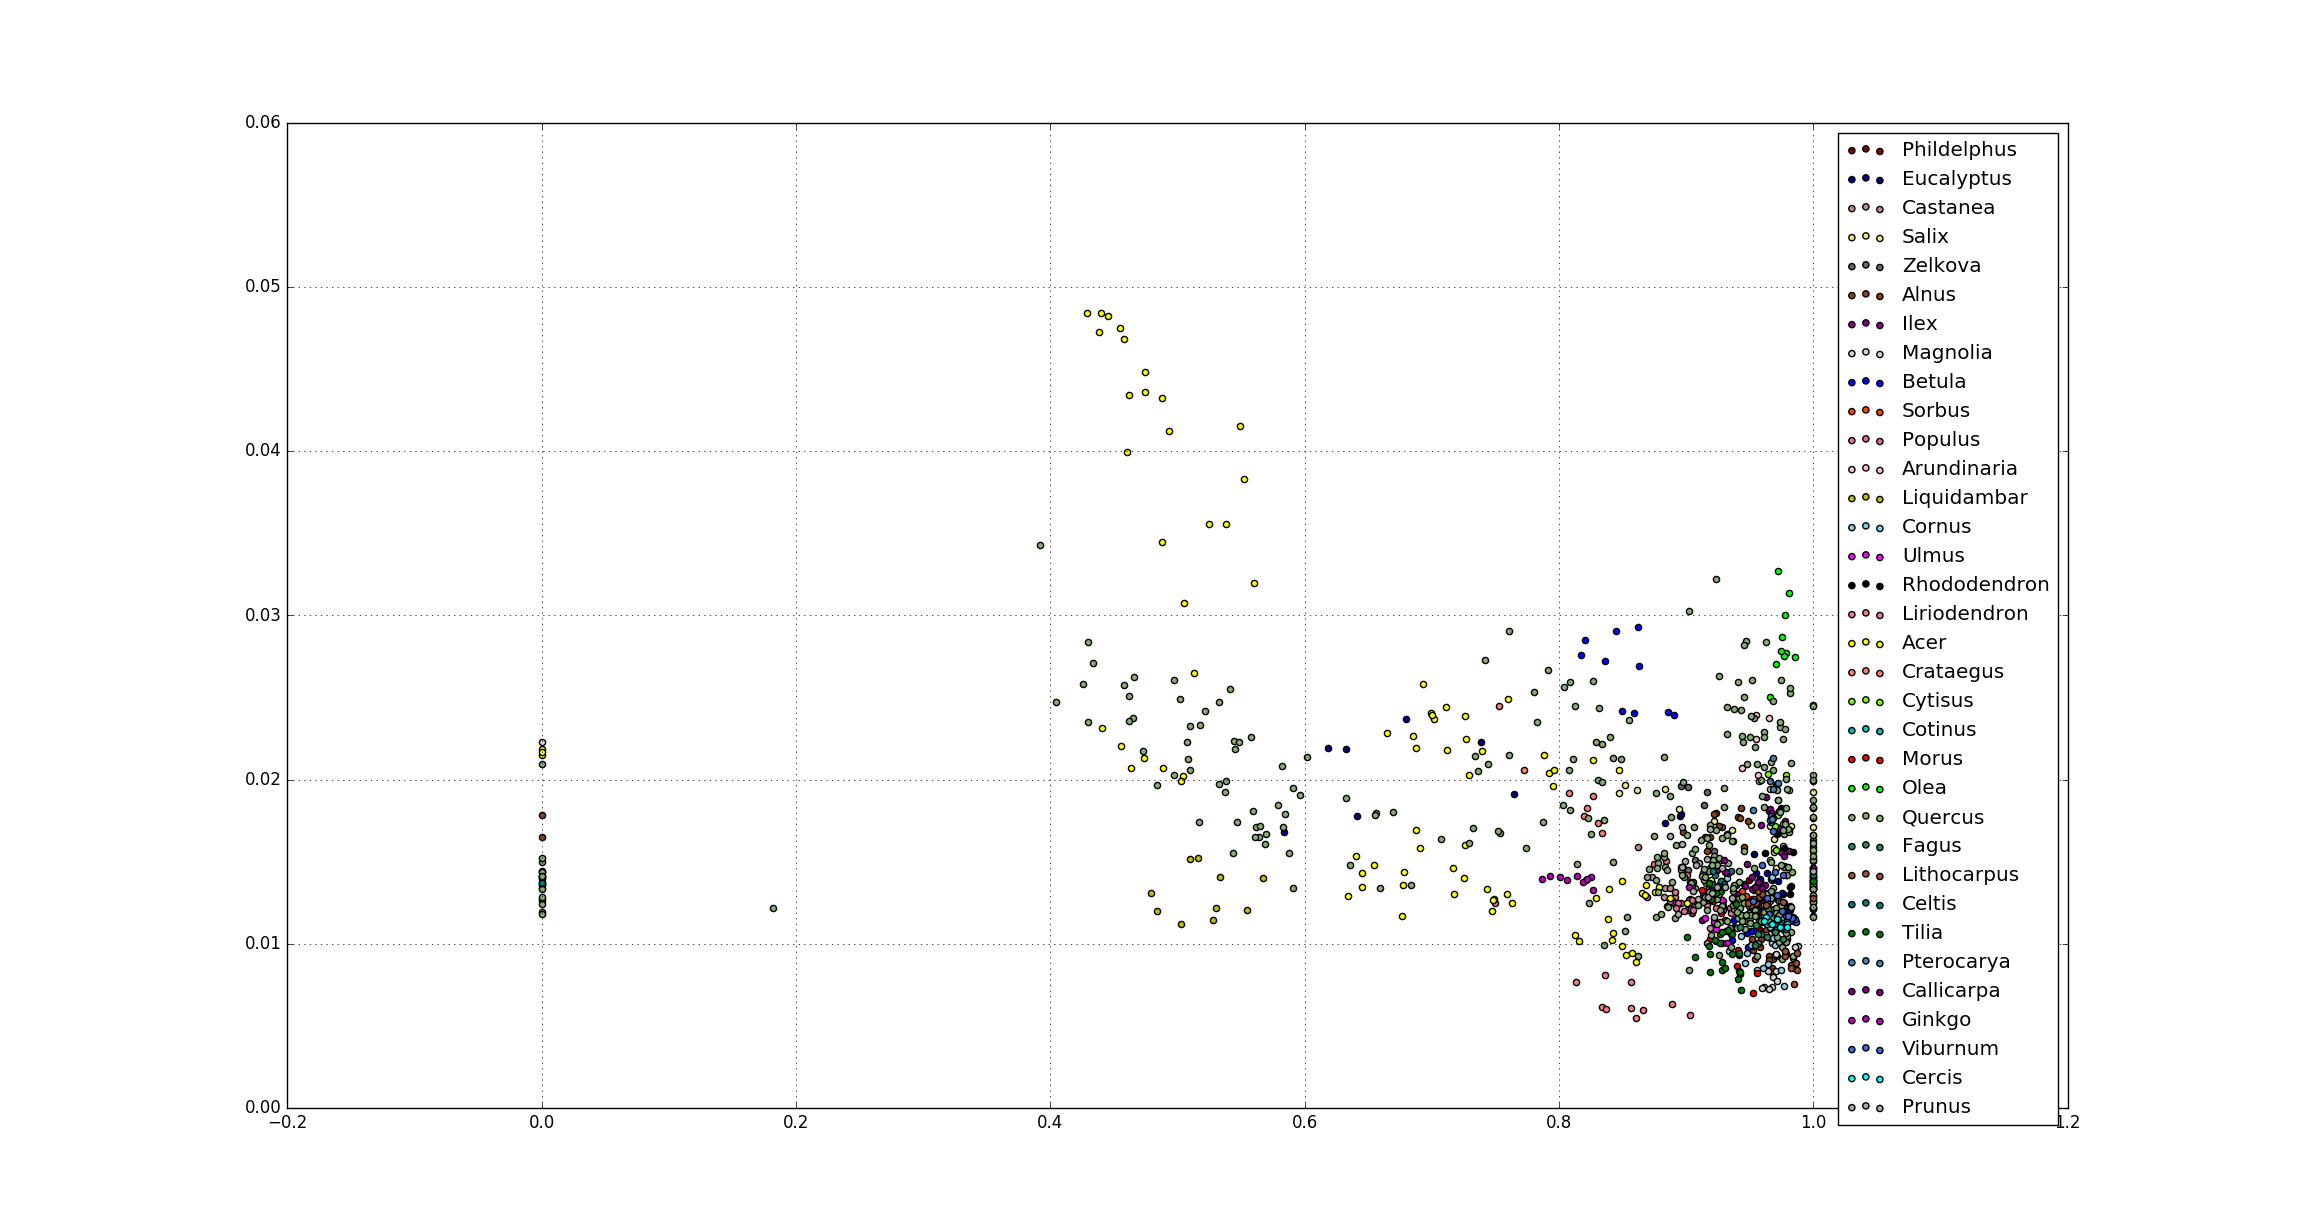 0.06
0.05
0.04
0.03
0.02
0.01
0.00
−0.2
0.0
0.2
0.4
0.6
0.8
1.0
1.2
Phildelphus
Eucalyptus
Castanea
Salix
Zelkova
Alnus
Ilex
Magnolia
Betula
Sorbus
Populus
Arundinaria
Liquidambar
Cornus
Ulmus
Rhododendron
Liriodendron
Acer
Crataegus
Cytisus
Cotinus
Morus
Olea
Quercus
Fagus
Lithocarpus
Celtis
Tilia
Pterocarya
Callicarpa
Ginkgo
Viburnum
Cercis
Prunus